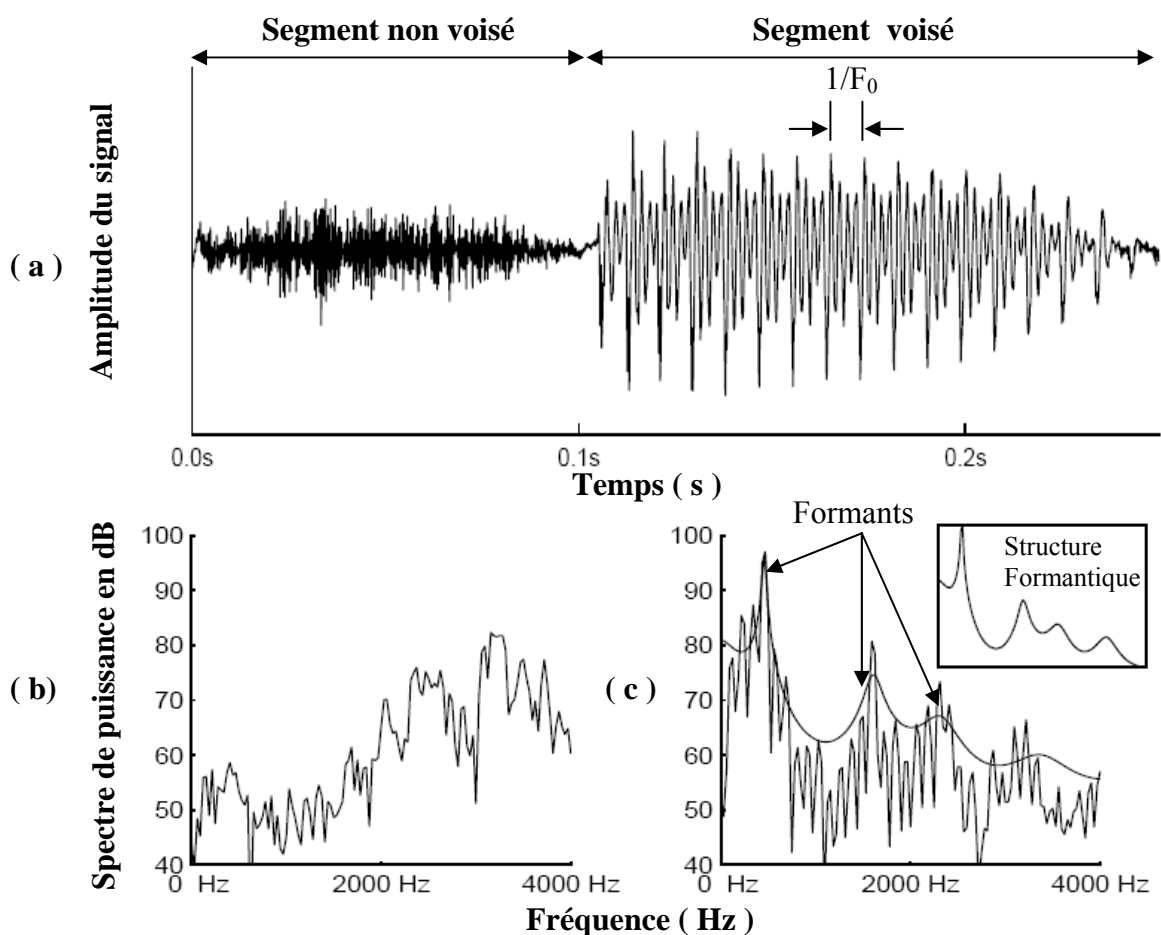 Segment non voisé
Segment voisé
1/F0
Amplitude du signal
( a )
0.0s
0.1s
0.2s
Temps ( s )
Formants
Structure
Formantique
Spectre de puissance en dB
( b)
100
90
80
70
60
50
40
0 Hz
2000 Hz
4000 Hz
( c )
100
90
80
70
60
50
40
0 Hz
2000 Hz
4000 Hz
Fréquence ( Hz )